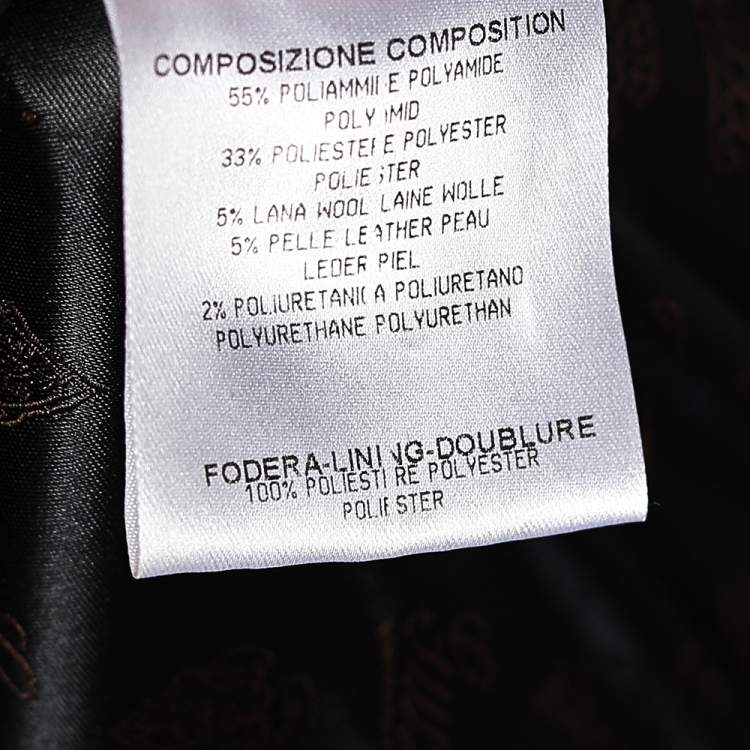 COMPOSIZIONE COMPOSITION
55% POLIAMMIDE POLYAMIDE
POLYAMID
33% POLIESTERE POLYESTER
POLIESTER
5% LANA WOOL LAINE WOLLE
5% PELLE LEATHER PEAU
LEDER PIEL
2% POLIURETANICA POLIURETANO
POLYURETHANE POLYURETHAN
FODERA-LINING-DOUBLURE
100% POLIESTERE POLYESTER
POLIESTER